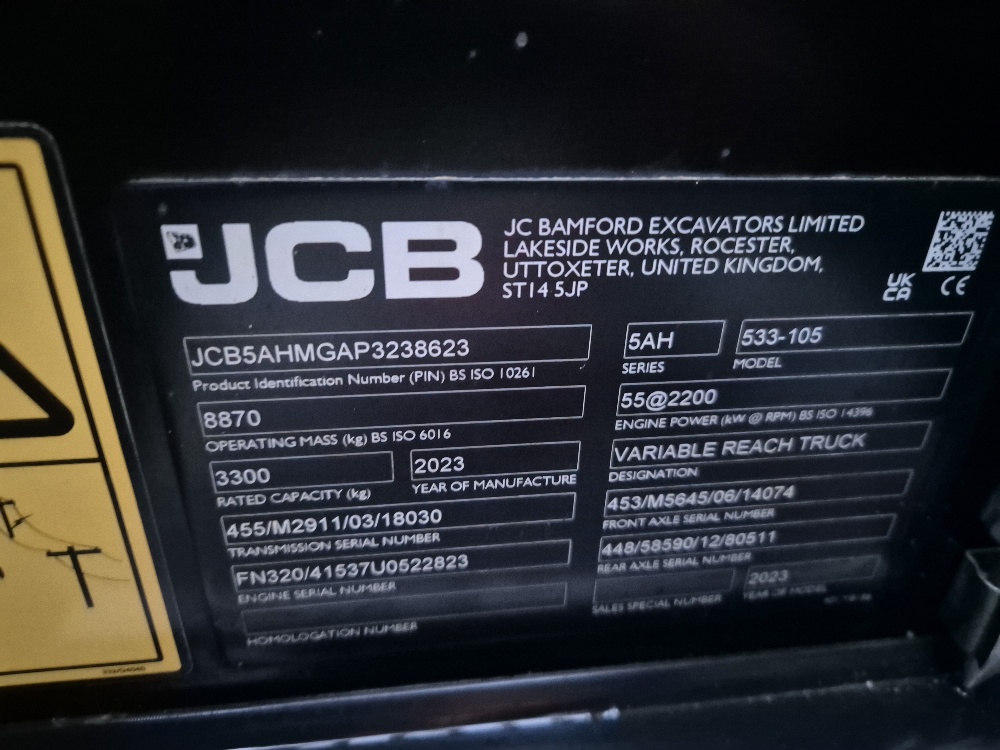 JCB
JC BAMFORD EXCAVATORS LIMITED
LAKESIDE WORKS, ROCESTER,
UTTOXETER, UNITED KINGDOM,
ST14 5JP
UK
CA CE
JCB5AHMGAP3238623
Product Identification Number (PIN) BS ISO 10261
5AH
SERIES
533-105
MODEL
8870
OPERATING MASS (kg) BS ISO 6016
55@2200
ENGINE POWER (kW @ RPM) BS ISO 14396
3300
RATED CAPACITY (kg)
2023
YEAR OF MANUFACTURE
VARIABLE REACH TRUCK
DESIGNATION
455/M2911/03/18030
TRANSMISSION SERIAL NUMBER
453/M5645/06/14074
FRONT AXLE SERIAL NUMBER
FN320/41537U0522823
ENGINE SERIAL NUMBER
448/58590/12/80511
REAR AXLE SERIAL NUMBER
HOMOLOGATION NUMBER
SALES SPECIAL NUMBER
2023
YEAR OF MODEL